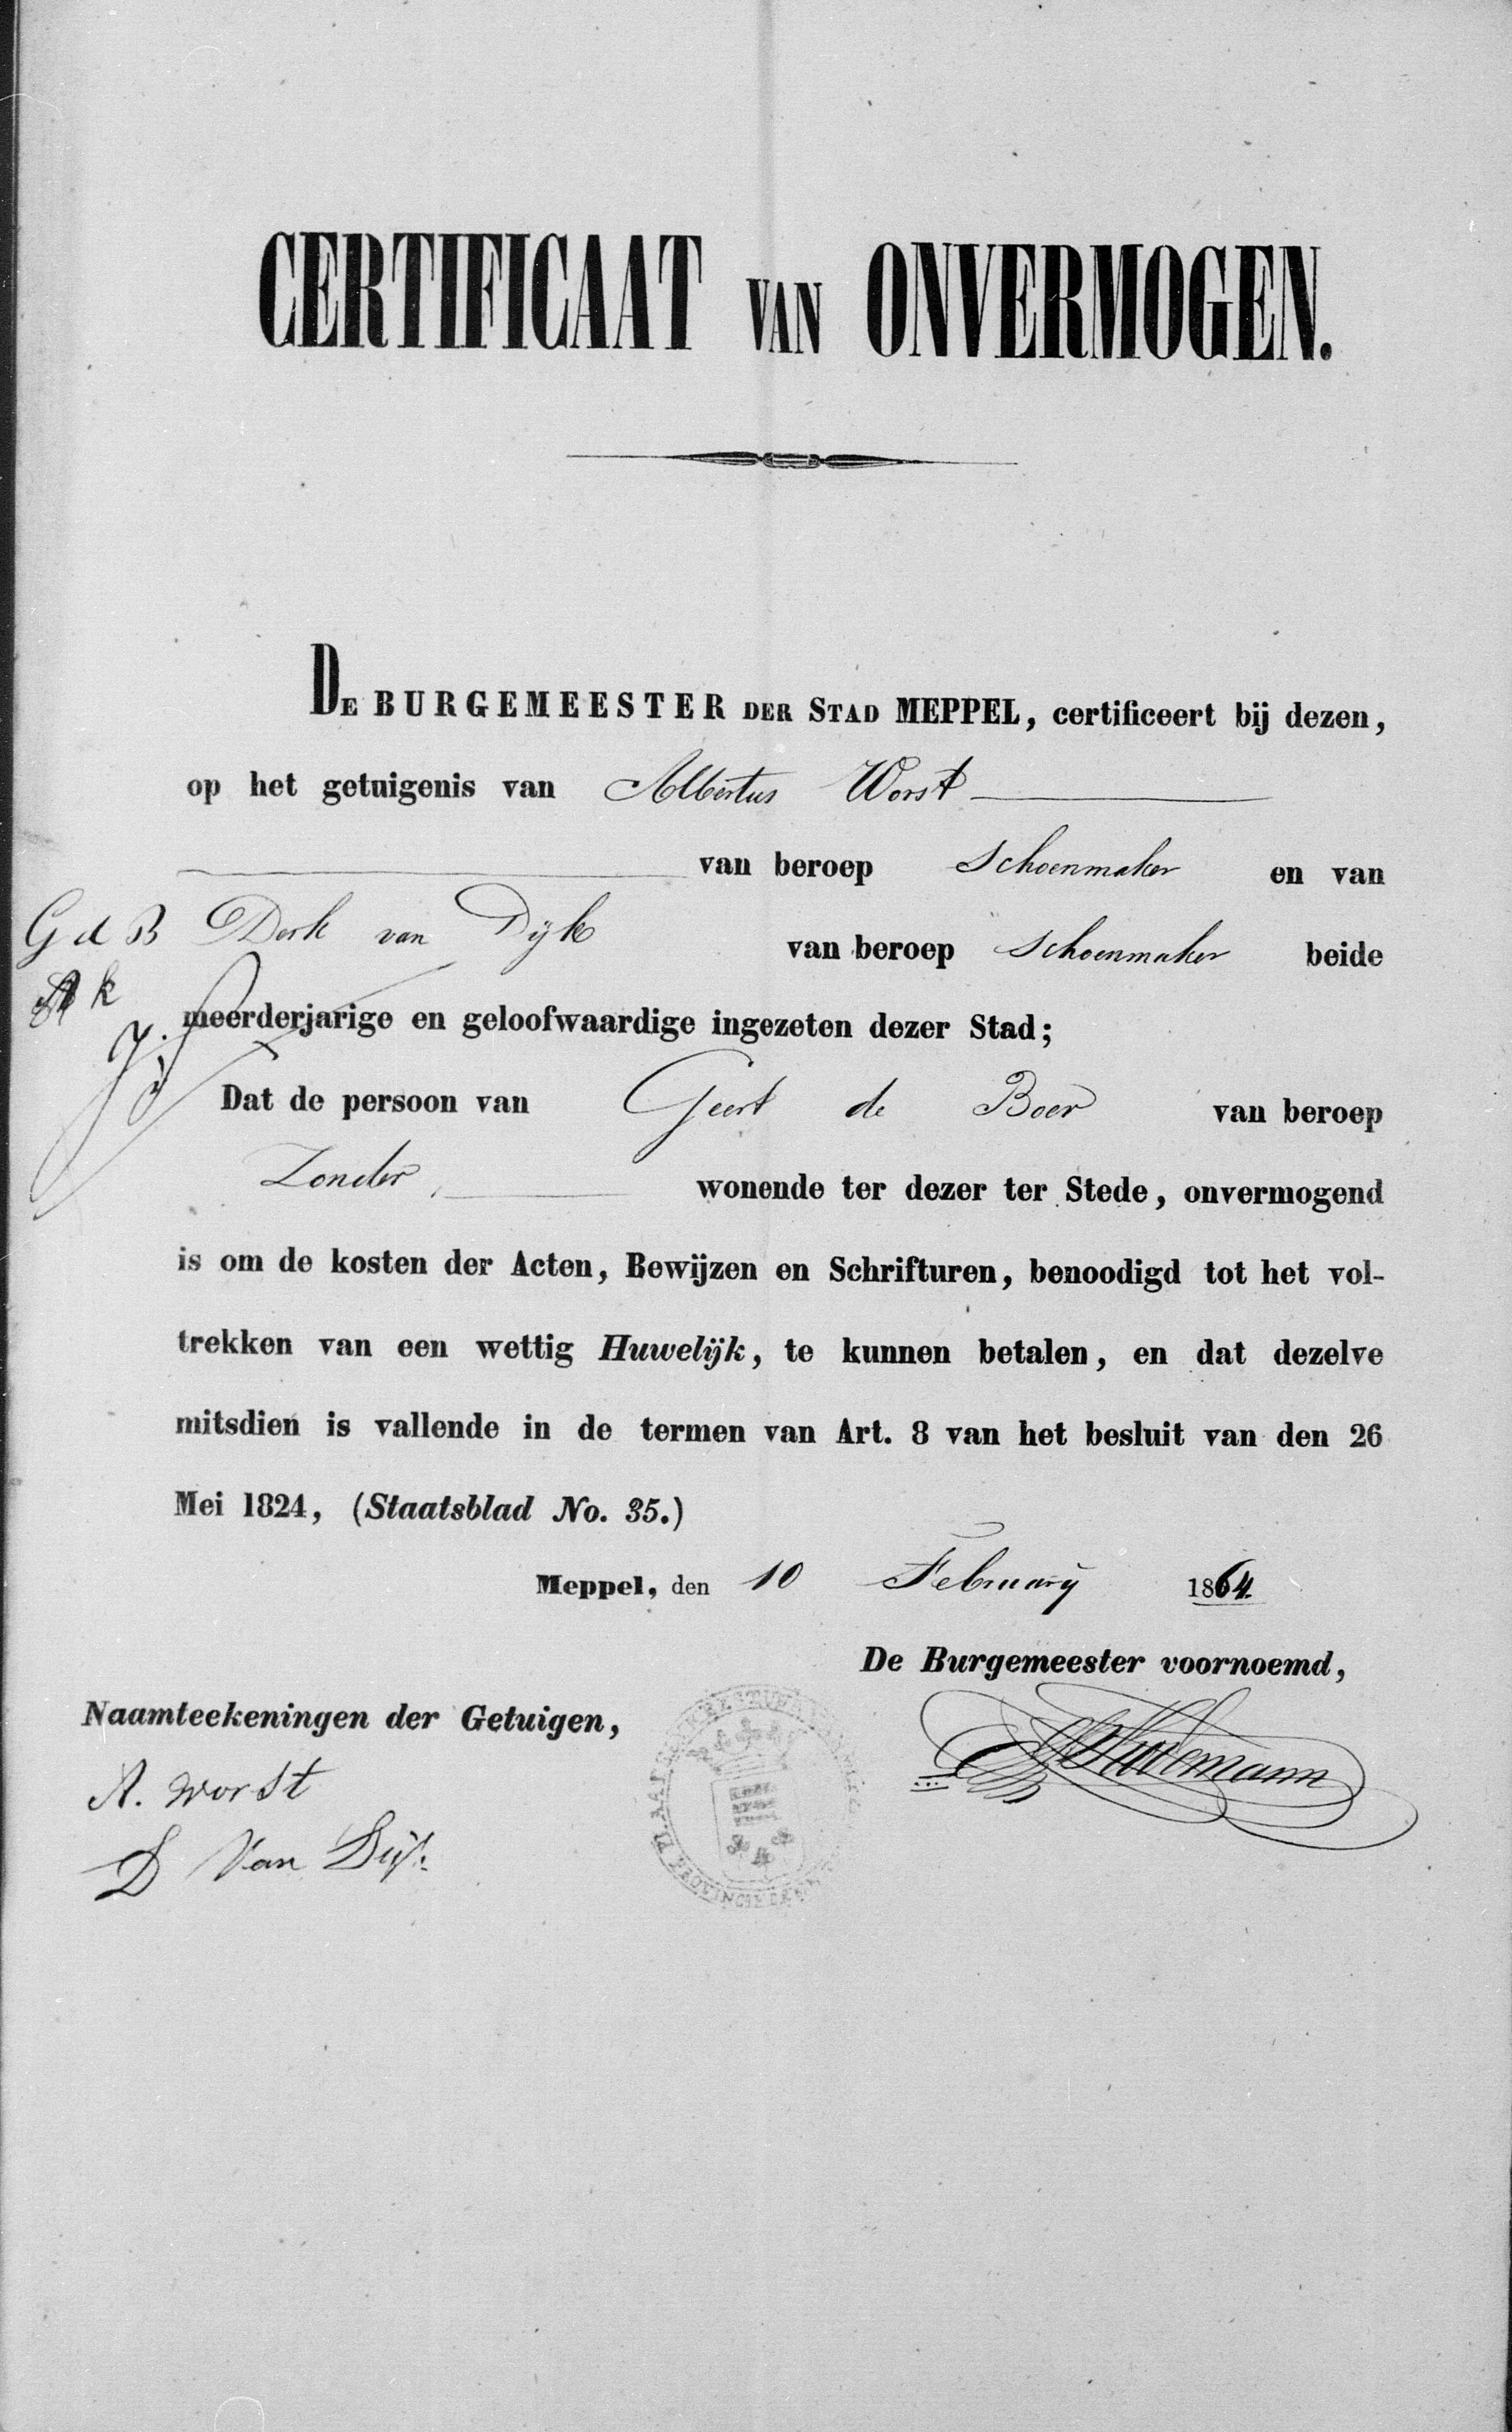 CERTIFICAAT VAN ONVERMOGEN.
DE BURGEMEESTER DER STAD MEPPEL, certificeert bij dezen,
op het getuigenis van Albertus Worst
van beroep Schoenmaker en van
G d B Derk van Dijk van beroep Schoenmaker beide
A k
meerderjarige en geloofwaardige ingezeten dezer Stad;
Dat de persoon van Geert de Boer van beroep
Zonder wonende ter dezer ter Stede, onvermogend
is om de kosten der Acten, Bewijzen en Schrifturen, benoodigd tot het vol-
trekken van een wettig Huwelijk, te kunnen betalen, en dat dezelve
mitsdien is vallende in de termen van Art. 8 van het besluit van den 26
Mei 1824, (Staatsblad No. 35.)
Meppel, den 10 February 1864.
De Burgemeester voornoemd,
Naamteekeningen der Getuigen,
A. Worst
D Van Dijk